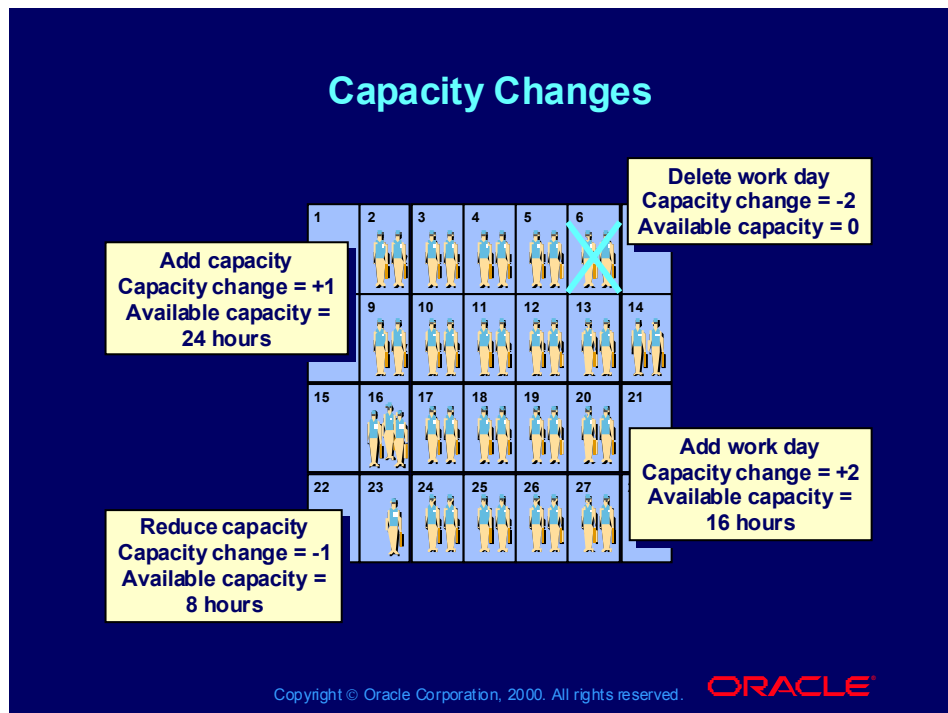 Capacity Changes
Delete work day
Capacity change = -2
Available capacity = 0
Add capacity
Capacity change = +1
Available capacity =
24 hours
1 2 3 4 5 6
9 10 11 12 13 14
15 16 17 18 19 20 21
22 23 24 25 26 27
Add work day
Capacity change = +2
Available capacity =
16 hours
Reduce capacity
Capacity change = -1
Available capacity =
8 hours
Copyright © Oracle Corporation, 2000. All rights reserved.
ORACLE®